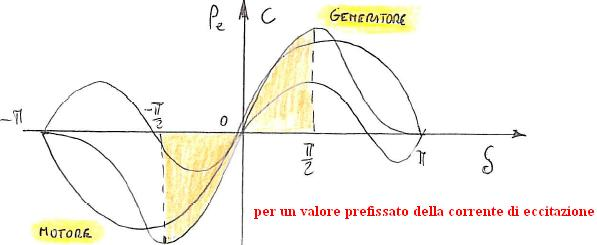 Pe C GENERATORE
-π -π/2 0 π/2 π δ
MOTORE
per un valore prefissato della corrente di eccitazione